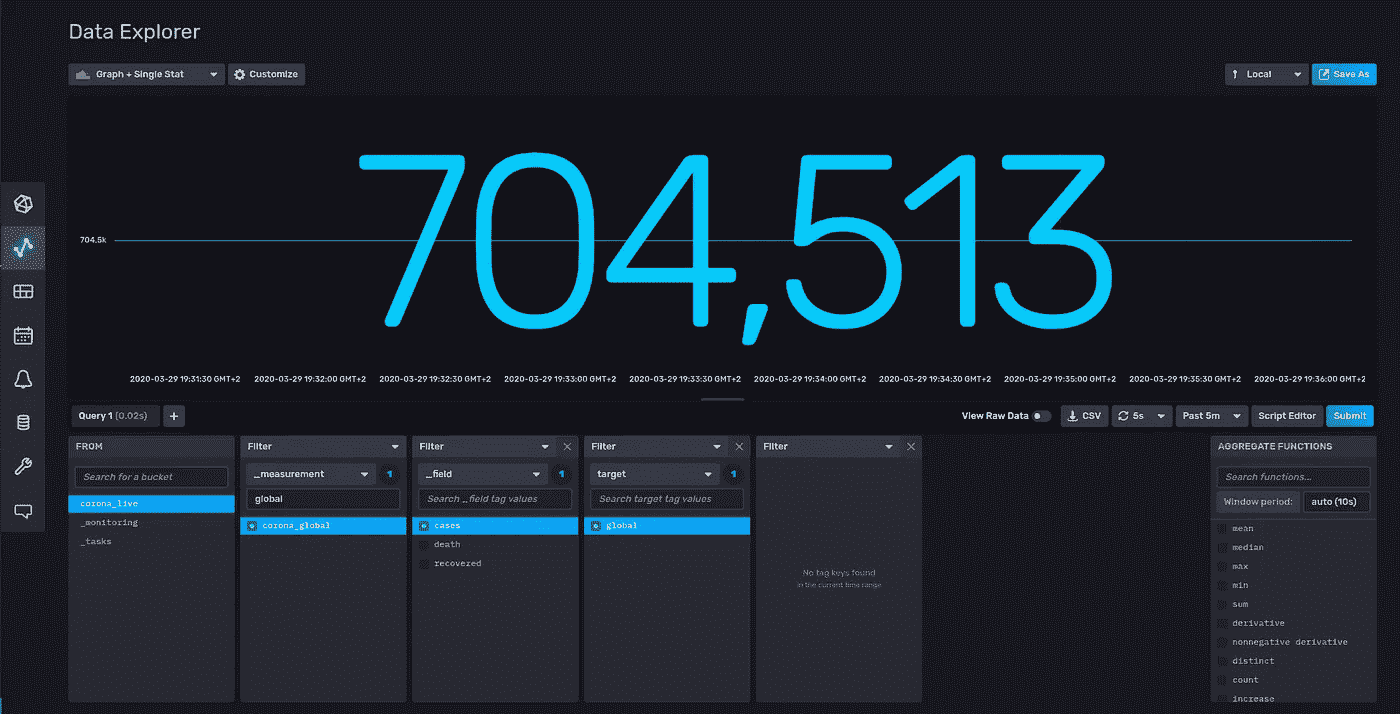 Data Explorer
Graph + Single Stat Customize Local Save As
704,513
704.5k
2020-03-29 19:31:30 GMT+2 2020-03-29 19:32:00 GMT+2 2020-03-29 19:32:30 GMT+2 2020-03-29 19:33:00 GMT+2 2020-03-29 19:33:30 GMT+2 2020-03-29 19:34:00 GMT+2 2020-03-29 19:34:30 GMT+2 2020-03-29 19:35:00 GMT+2 2020-03-29 19:35:30 GMT+2 2020-03-29 19:36:00 GMT+2
Query 1 (0.02s) + View Raw Data CSV 5s Past 5m Script Editor Submit
FROM
Search for a bucket
corona_live
_monitoring
_tasks
Filter
_measurement 1
global
corona_global
Filter
_field 1
Search _field tag values
cases
death
recovered
Filter
target 1
Search target tag values
global
Filter
No tag keys found
in the current time range
AGGREGATE FUNCTIONS
Search functions...
Window period: auto (10s)
mean
median
max
min
sum
derivative
nonnegative derivative
distinct
count
increase